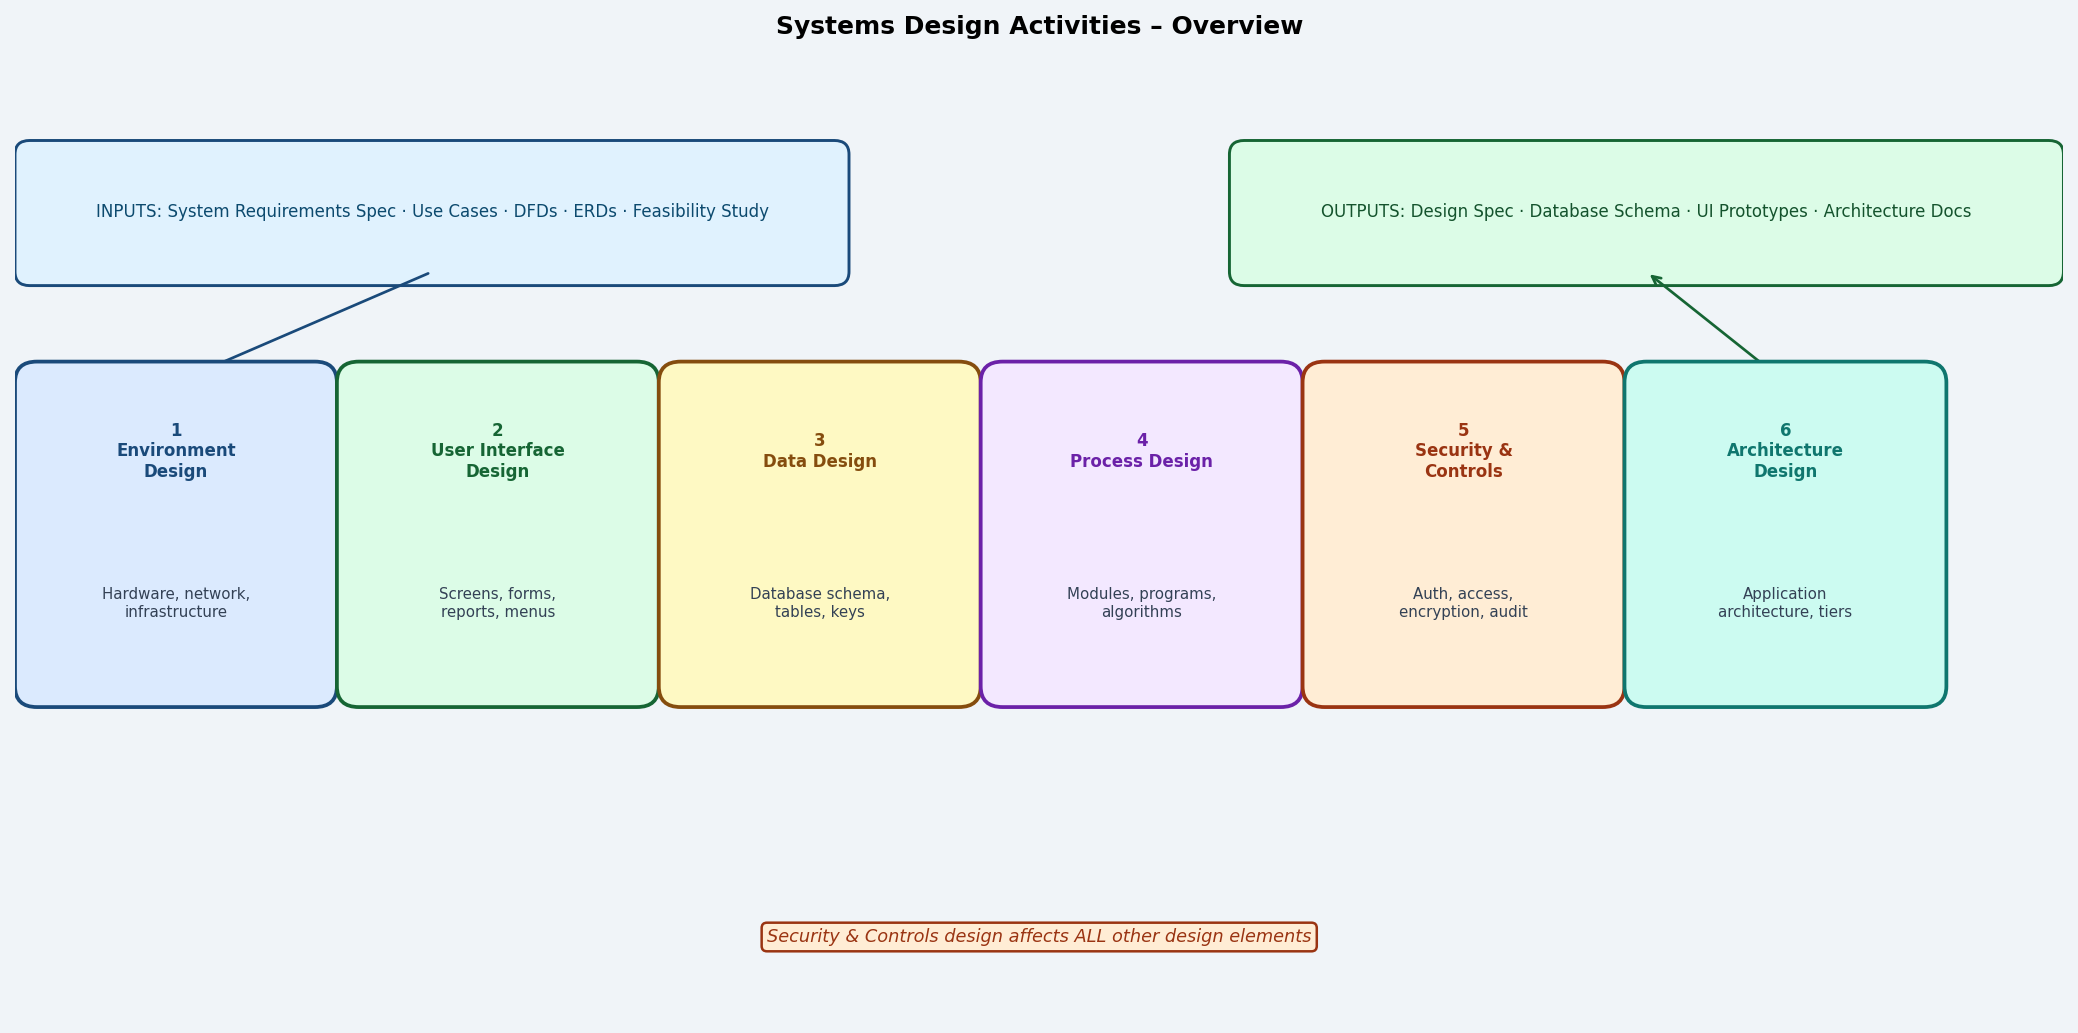 Systems Design Activities – Overview
INPUTS: System Requirements Spec · Use Cases · DFDs · ERDs · Feasibility Study
OUTPUTS: Design Spec · Database Schema · UI Prototypes · Architecture Docs
1
Environment
Design
Hardware, network,
infrastructure
2
User Interface
Design
Screens, forms,
reports, menus
3
Data Design
Database schema,
tables, keys
4
Process Design
Modules, programs,
algorithms
5
Security &
Controls
Auth, access,
encryption, audit
6
Architecture
Design
Application
architecture, tiers
Security & Controls design affects ALL other design elements